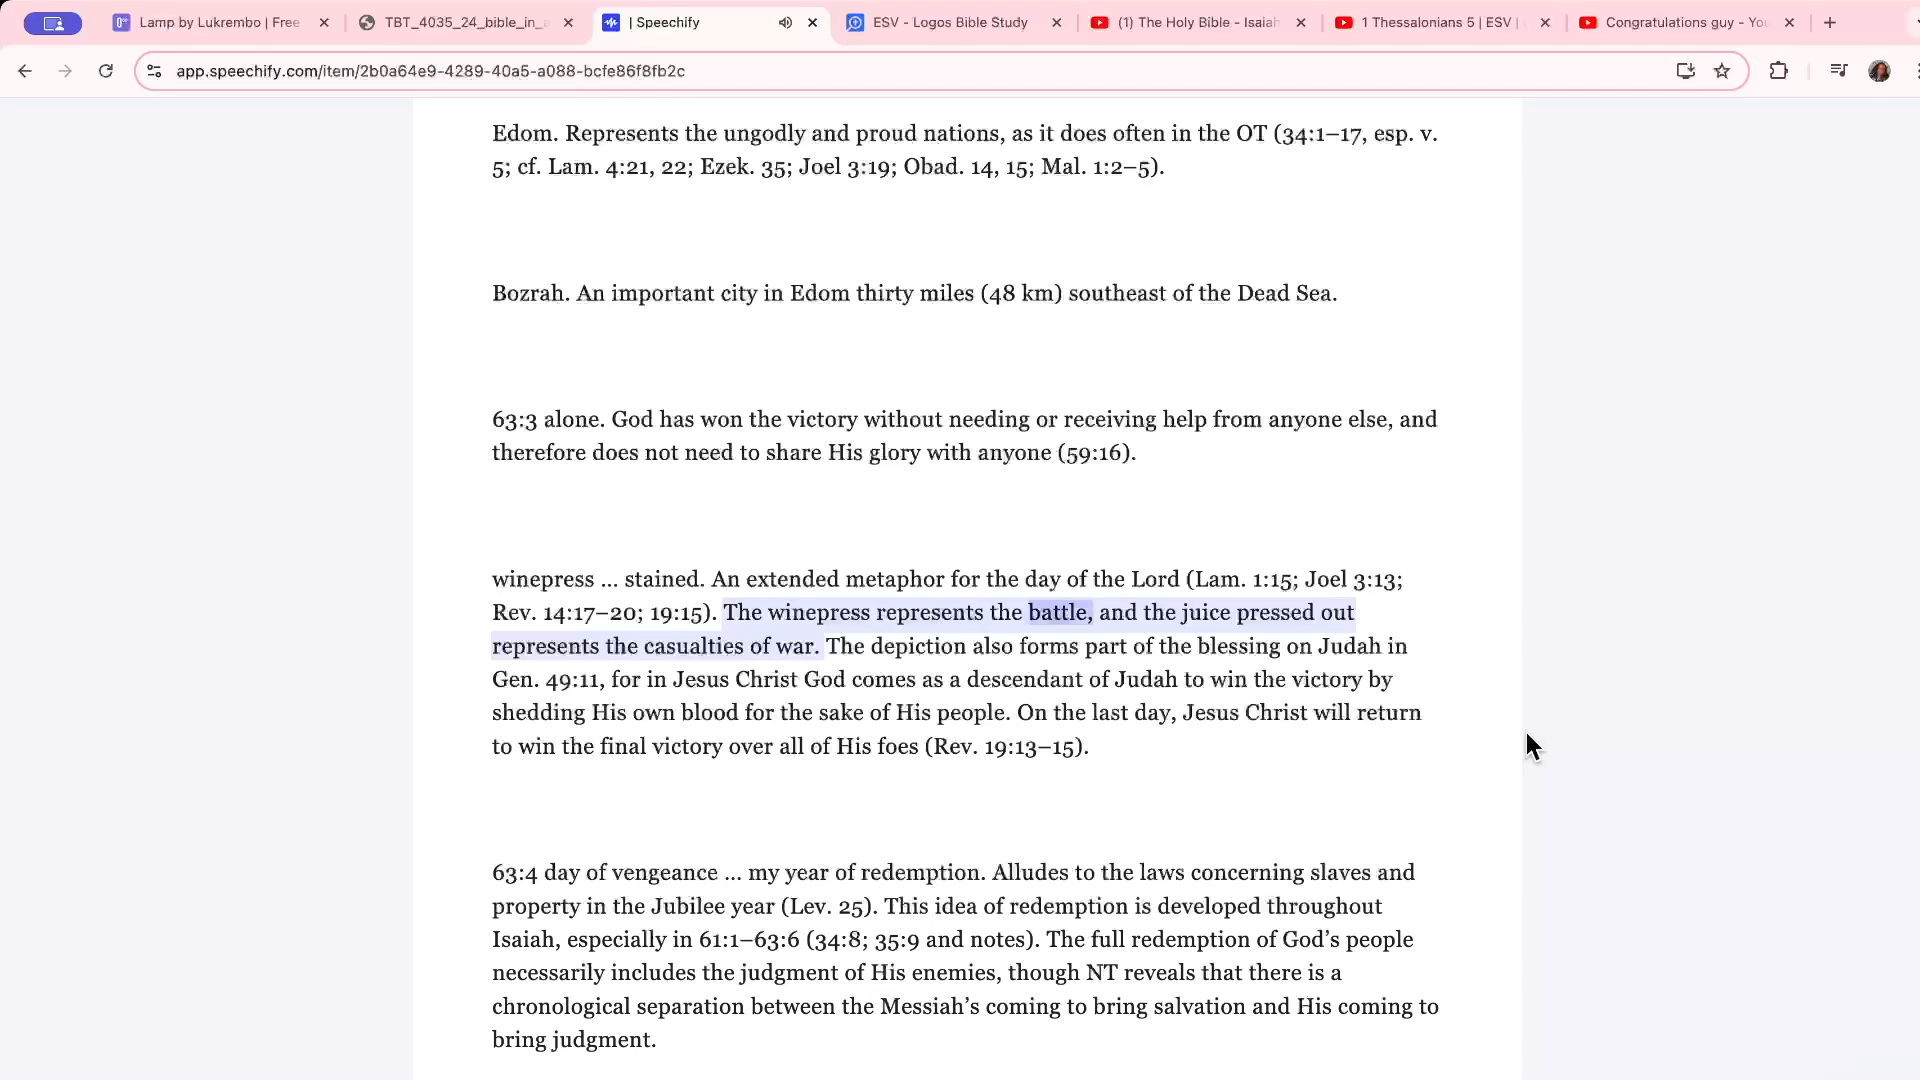 Lamp by Lukrembo | Free
TBT_4035_24_bible_in_a
| Speechify
ESV - Logos Bible Study
(1) The Holy Bible - Isaiah
1 Thessalonians 5 | ESV |
Congratulations guy - You
app.speechify.com/item/2b0a64e9-4289-40a5-a088-bcfe86f8fb2c
Edom. Represents the ungodly and proud nations, as it does often in the OT (34:1–17, esp. v.
5; cf. Lam. 4:21, 22; Ezek. 35; Joel 3:19; Obad. 14, 15; Mal. 1:2–5).
Bozrah. An important city in Edom thirty miles (48 km) southeast of the Dead Sea.
63:3 alone. God has won the victory without needing or receiving help from anyone else, and
therefore does not need to share His glory with anyone (59:16).
winepress ... stained. An extended metaphor for the day of the Lord (Lam. 1:15; Joel 3:13;
Rev. 14:17–20; 19:15). The winepress represents the battle, and the juice pressed out
represents the casualties of war. The depiction also forms part of the blessing on Judah in
Gen. 49:11, for in Jesus Christ God comes as a descendant of Judah to win the victory by
shedding His own blood for the sake of His people. On the last day, Jesus Christ will return
to win the final victory over all of His foes (Rev. 19:13–15).
63:4 day of vengeance ... my year of redemption. Alludes to the laws concerning slaves and
property in the Jubilee year (Lev. 25). This idea of redemption is developed throughout
Isaiah, especially in 61:1–63:6 (34:8; 35:9 and notes). The full redemption of God’s people
necessarily includes the judgment of His enemies, though NT reveals that there is a
chronological separation between the Messiah’s coming to bring salvation and His coming to
bring judgment.